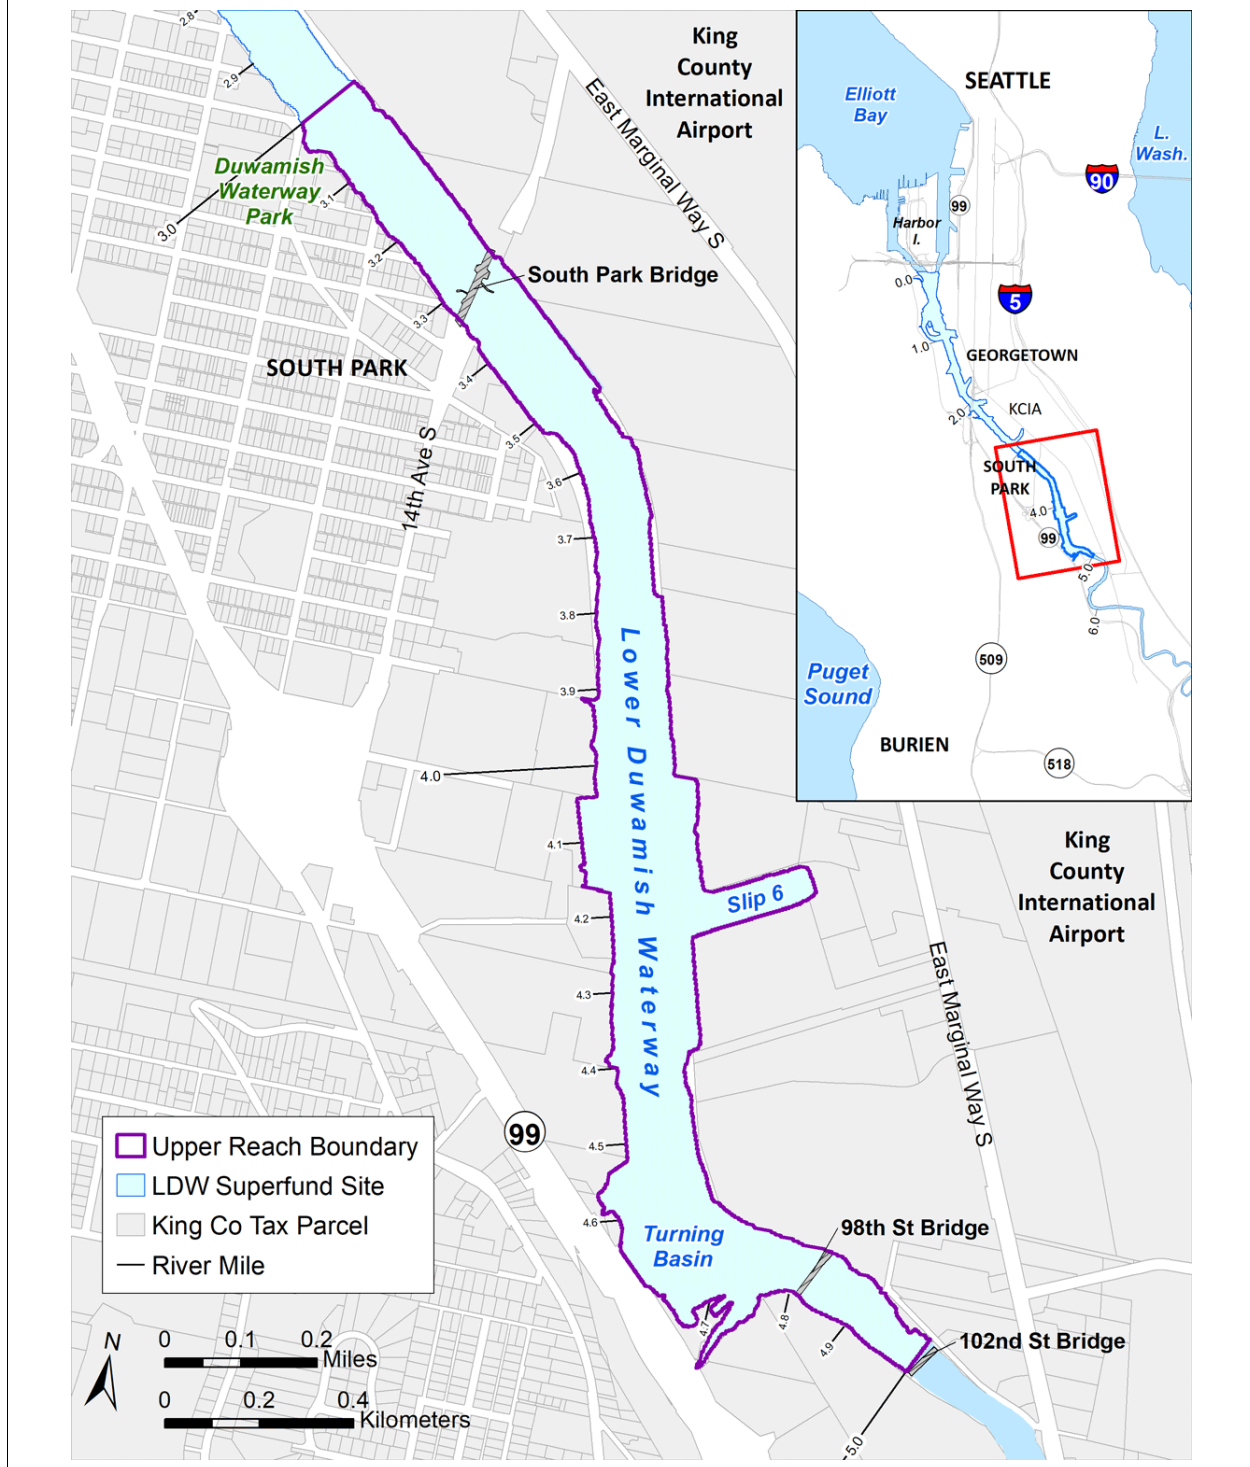 2.8
2.9
King
County
International
Airport
East Marginal Way S
Duwamish
Waterway
Park
3.0
3.1
3.2
South Park Bridge
3.3
SOUTH PARK
3.4
3.5
14th Ave S
3.6
3.7
3.8
3.9
4.0
4.1
4.2
4.3
4.4
4.5
4.6
4.7
4.8
4.9
5.0
Lower Duwamish Waterway
Slip 6
Turning
Basin
98th St Bridge
102nd St Bridge
99
King
County
International
Airport
East Marginal Way S
SEATTLE
Elliott
Bay
L.
Wash.
90
99
Harbor
I.
0.0
5
1.0
GEORGETOWN
2.0
KCIA
SOUTH
PARK
4.0
99
5.0
6.0
509
Puget
Sound
BURIEN
518
Upper Reach Boundary
LDW Superfund Site
King Co Tax Parcel
River Mile
N
0 0.1 0.2
Miles
0 0.2 0.4
Kilometers